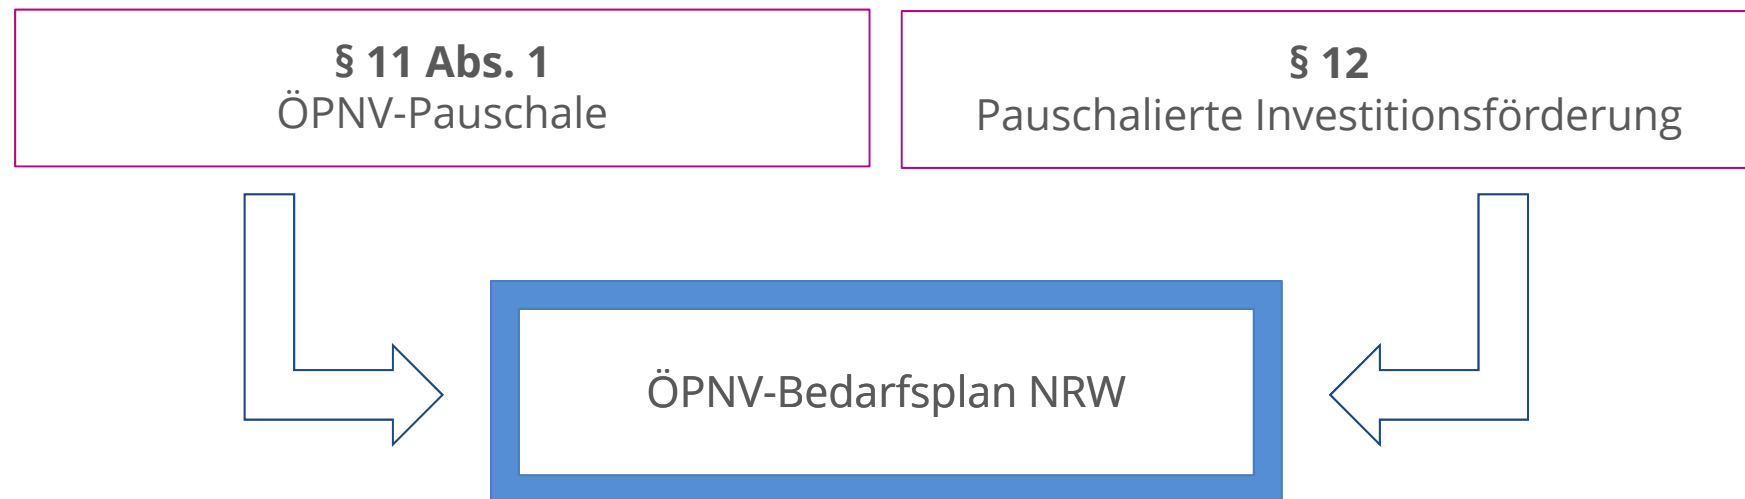 § 11 Abs. 1
ÖPNV-Pauschale
§ 12
Pauschalierte Investitionsförderung
ÖPNV-Bedarfsplan NRW